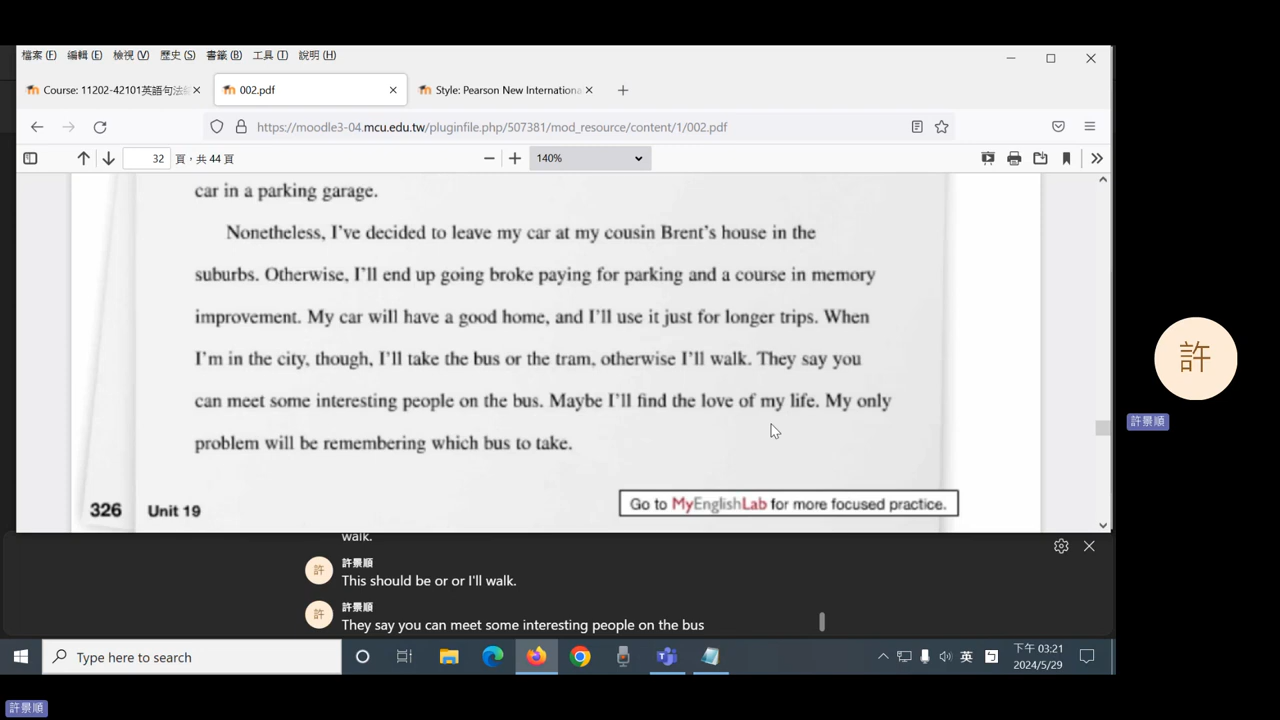 檔案 (F) 編輯 (E) 檢視 (V) 歷史 (S) 書籤 (B) 工具 (T) 說明 (H)
Course: 11202-42101英語句法結
002.pdf
Style: Pearson New Internationa
https://moodle3-04.mcu.edu.tw/pluginfile.php/507381/mod_resource/content/1/002.pdf
32 頁，共 44 頁
140%
car in a parking garage.
Nonetheless, I've decided to leave my car at my cousin Brent's house in the
suburbs. Otherwise, I'll end up going broke paying for parking and a course in memory
improvement. My car will have a good home, and I'll use it just for longer trips. When
I'm in the city, though, I'll take the bus or the tram, otherwise I'll walk. They say you
can meet some interesting people on the bus. Maybe I'll find the love of my life. My only
problem will be remembering which bus to take.
326 Unit 19
Go to MyEnglishLab for more focused practice.
walk.
許 許景順
This should be or or I'll walk.
許 許景順
They say you can meet some interesting people on the bus
許
許景順
Type here to search
英
下午 03:21
2024/5/29
許景順